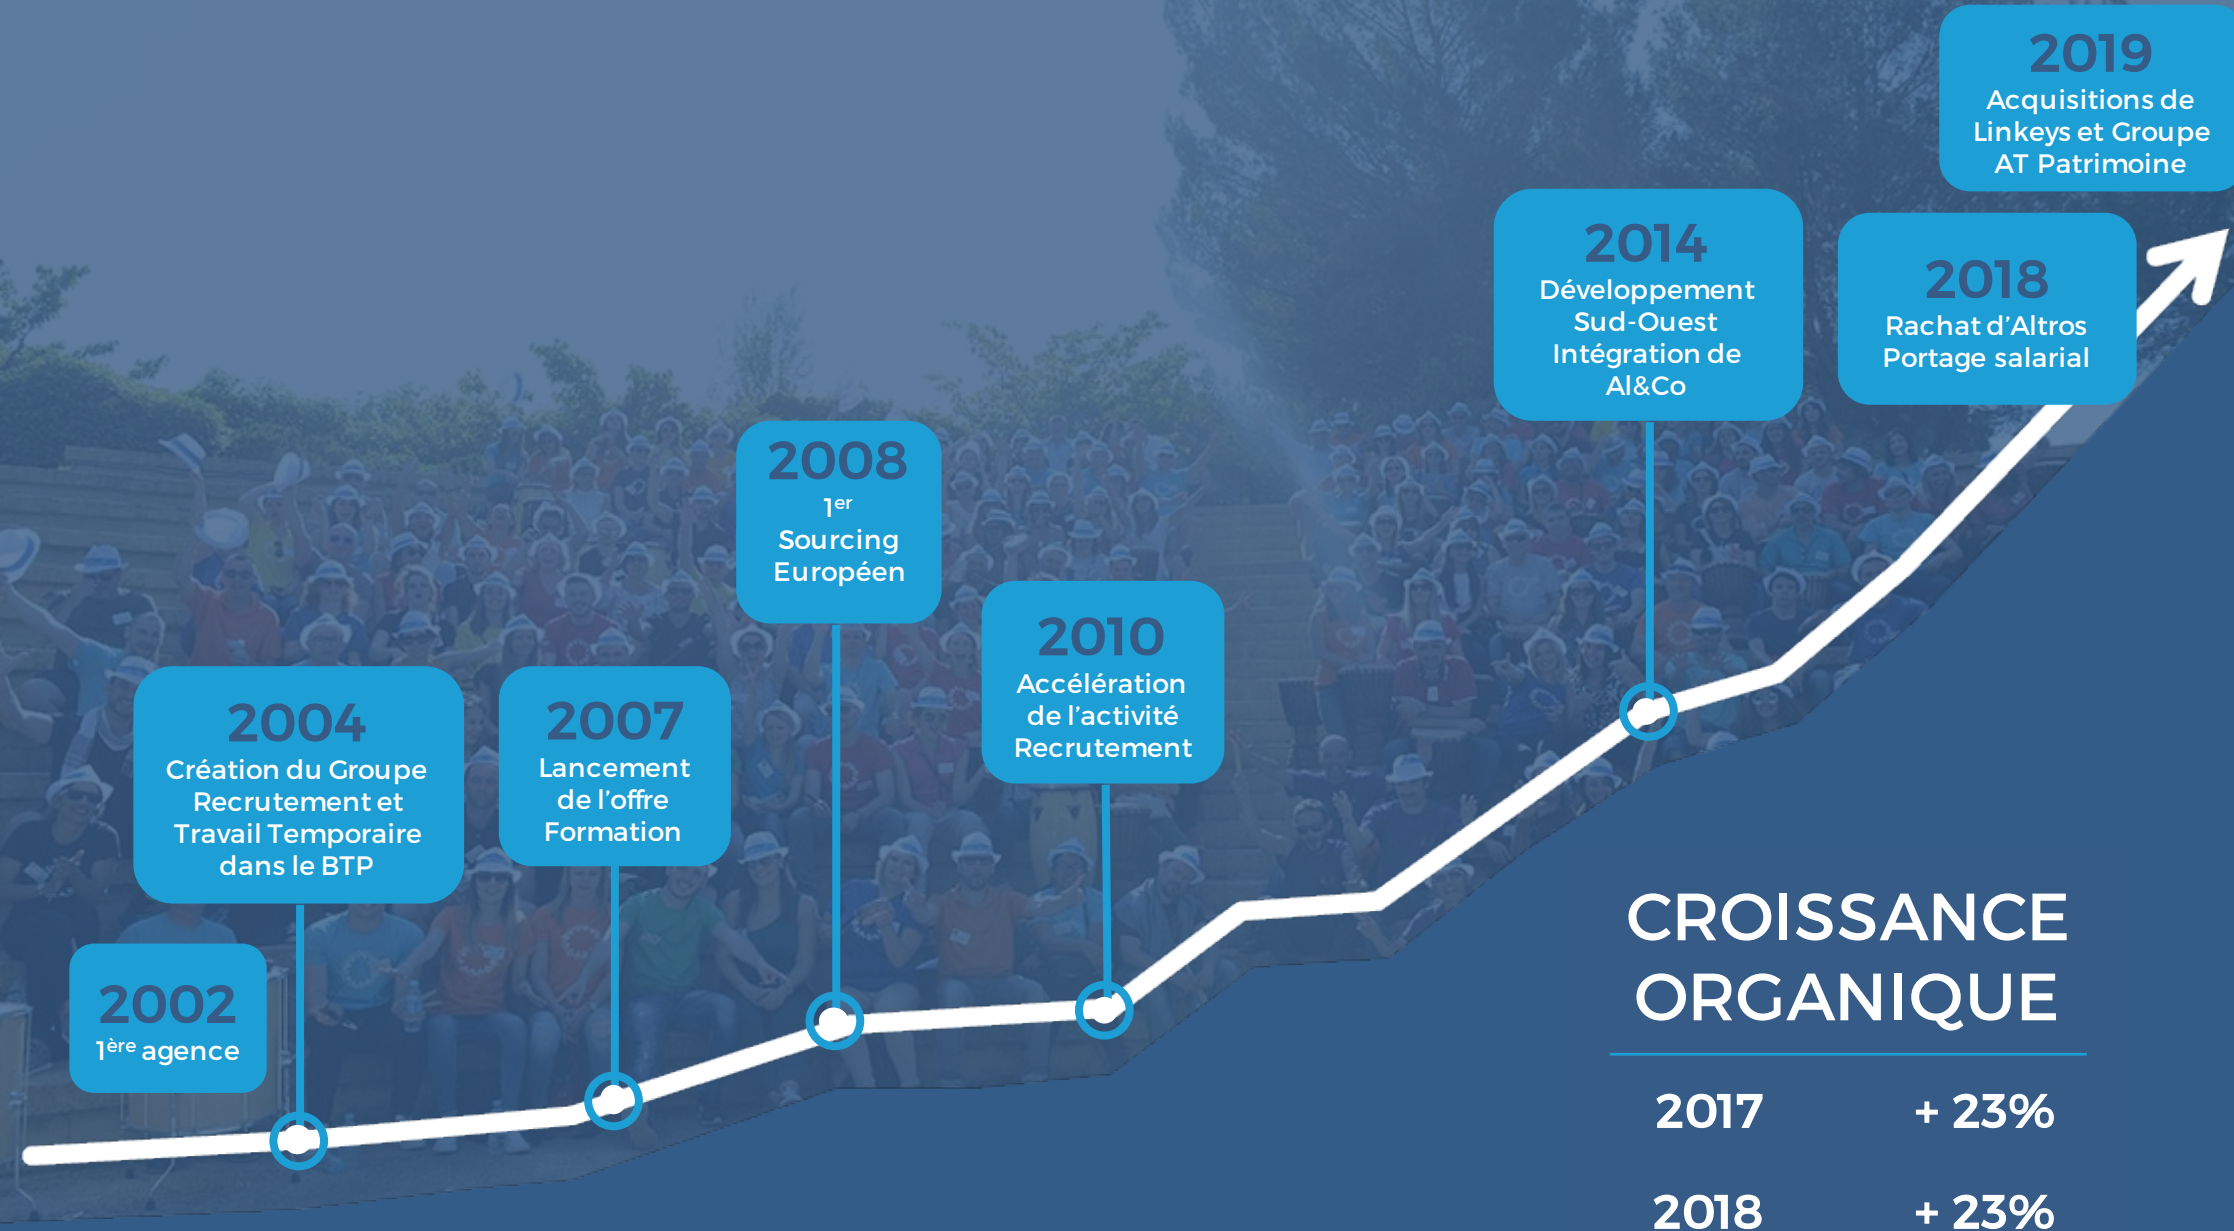 2002
1ère agence
2004
Création du Groupe
Recrutement et
Travail Temporaire
dans le BTP
2007
Lancement
de l’offre
Formation
2008
1er
Sourcing
Européen
2010
Accélération
de l’activité
Recrutement
2014
Développement
Sud-Ouest
Intégration de
Al&Co
2018
Rachat d’Altros
Portage salarial
2019
Acquisitions de
Linkeys et Groupe
AT Patrimoine
CROISSANCE
ORGANIQUE
2017 + 23%
2018 + 23%